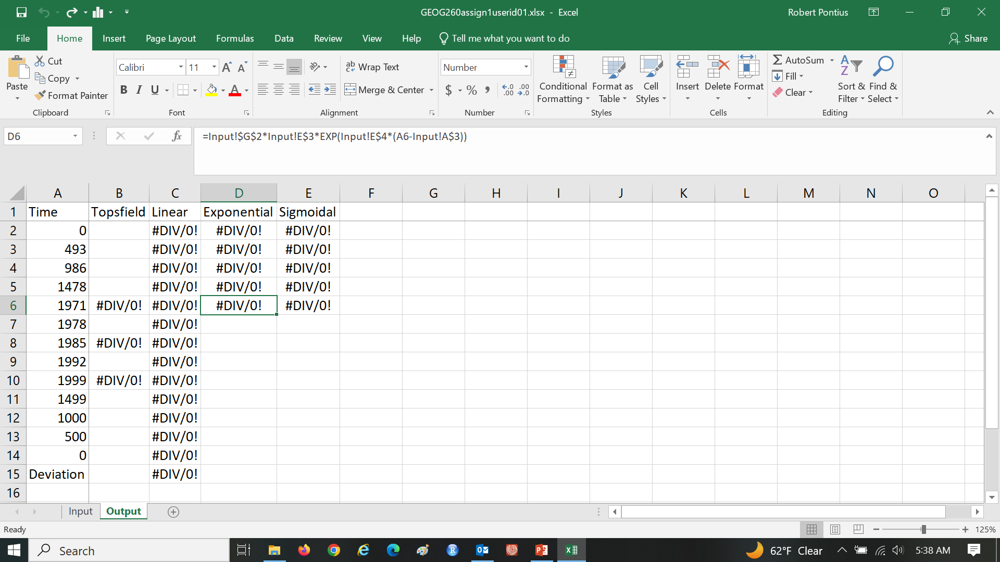 GEOG260assign1userid01.xlsx - Excel
Robert Pontius
File Home Insert Page Layout Formulas Data Review View Help Tell me what you want to do Share
Paste
Cut
Copy
Format Painter
Clipboard
Calibri 11
B I U
Font
Wrap Text
Merge & Center
Alignment
Number
$ % , .0 .00 .00 .0
Number
Conditional Formatting
Format as Table
Cell Styles
Styles
Insert Delete Format
Cells
AutoSum
Fill
Clear
Sort & Filter
Find & Select
Editing
D6 fx =Input!$G$2*Input!E$3*EXP(Input!E$4*(A6-Input!A$3))
A B C D E F G H I J K L M N O
1 Time Topsfield Linear Exponential Sigmoidal
2 0 #DIV/0! #DIV/0! #DIV/0!
3 493 #DIV/0! #DIV/0! #DIV/0!
4 986 #DIV/0! #DIV/0! #DIV/0!
5 1478 #DIV/0! #DIV/0! #DIV/0!
6 1971 #DIV/0! #DIV/0! #DIV/0! #DIV/0!
7 1978 #DIV/0!
8 1985 #DIV/0! #DIV/0!
9 1992 #DIV/0!
10 1999 #DIV/0! #DIV/0!
11 1499 #DIV/0!
12 1000 #DIV/0!
13 500 #DIV/0!
14 0 #DIV/0!
15 Deviation #DIV/0!
16
Input Output
Ready
125%
Search
62°F Clear
5:38 AM